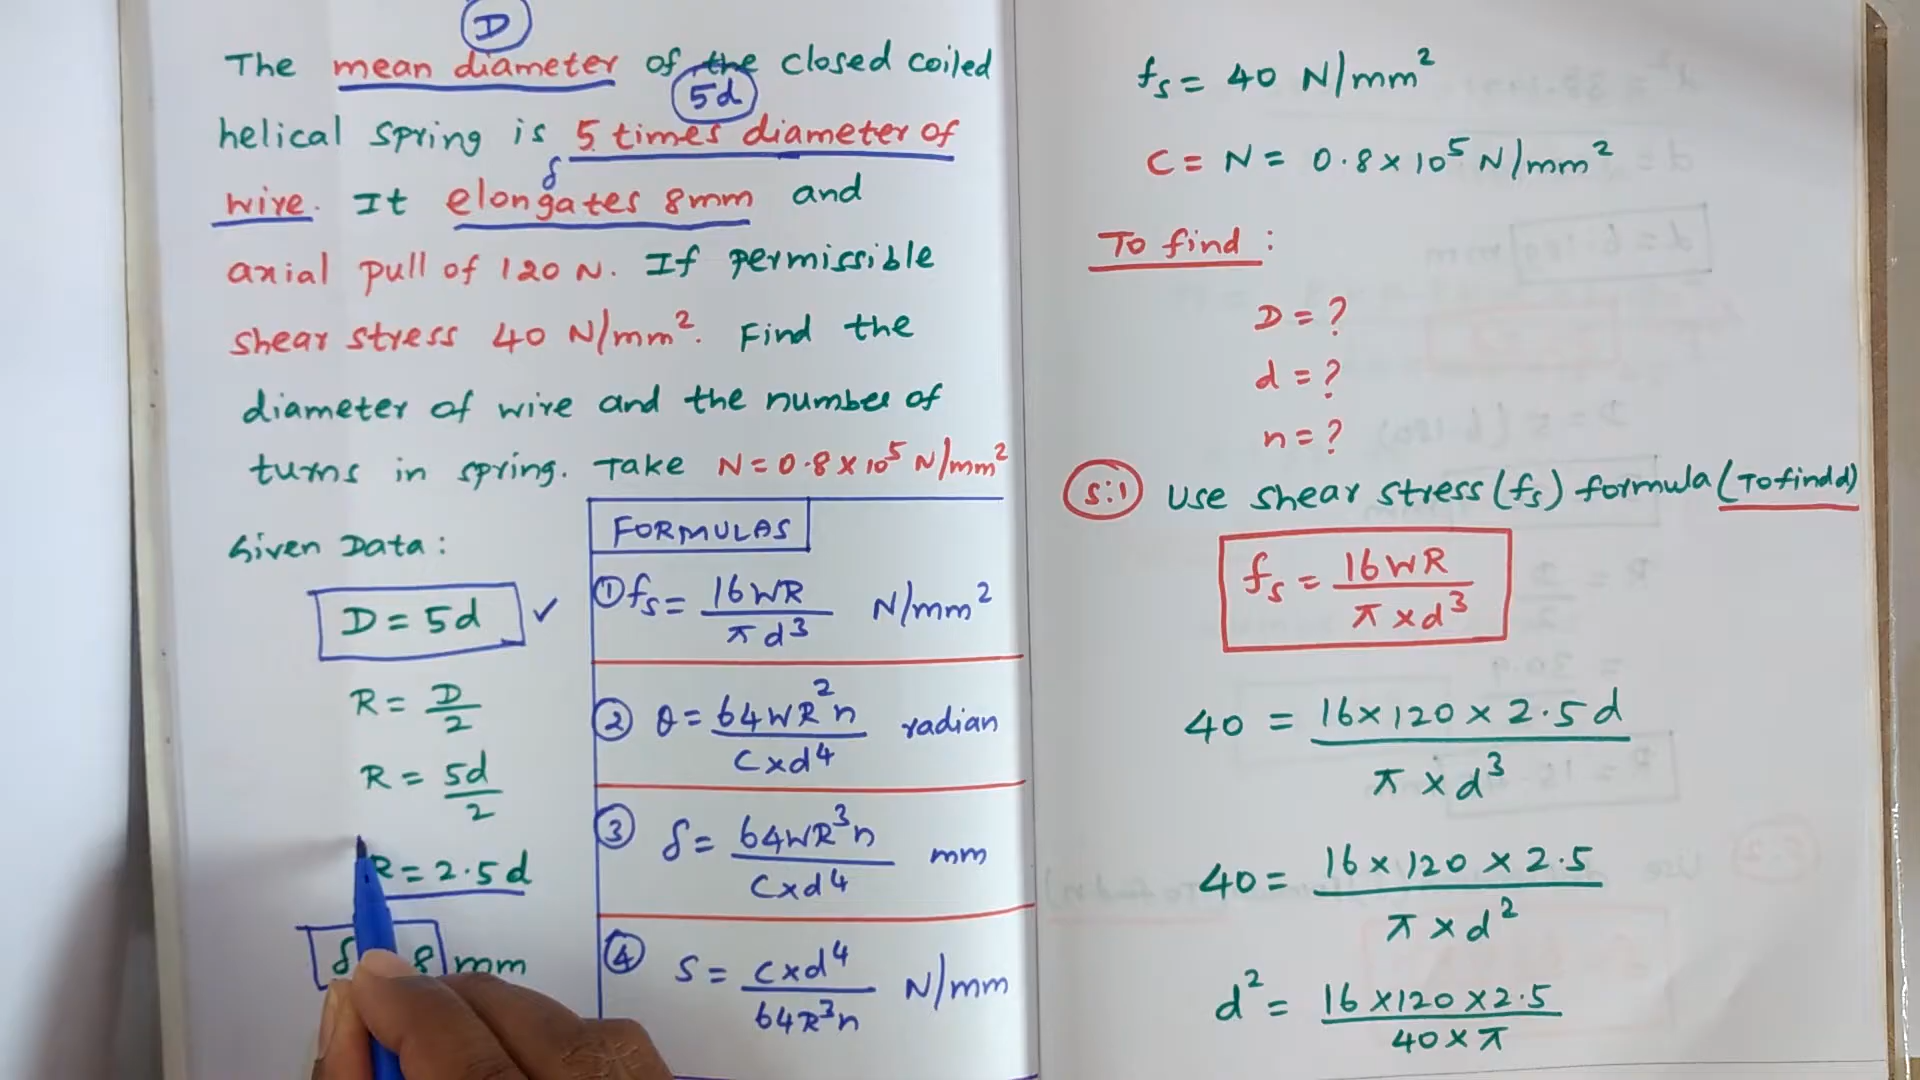 D
The mean diameter of the closed coiled
5d
helical spring is 5 times diameter of
δ
wire. It elongates 8mm and
axial pull of 120 N. If permissible
shear stress 40 N/mm². Find the
diameter of wire and the number of
turns in spring. Take N = 0.8 × 10⁵ N/mm²
Given Data:
D = 5d ✓
R = D/2
R = 5d/2
R = 2.5d
δ 8 mm
FORMULAS
① fs = 16WR / πd³ N/mm²
② θ = 64WR²n / C×d⁴ radian
③ δ = 64WR³n / C×d⁴ mm
④ S = C×d⁴ / 64R³n N/mm
fs = 40 N/mm²
C = N = 0.8 × 10⁵ N/mm²
To find :
D = ?
d = ?
n = ?
S:1 Use shear stress (fs) formula (To find d)
fs = 16WR / π × d³
40 = 16 × 120 × 2.5d / π × d³
40 = 16 × 120 × 2.5 / π × d²
d² = 16 × 120 × 2.5 / 40 × π